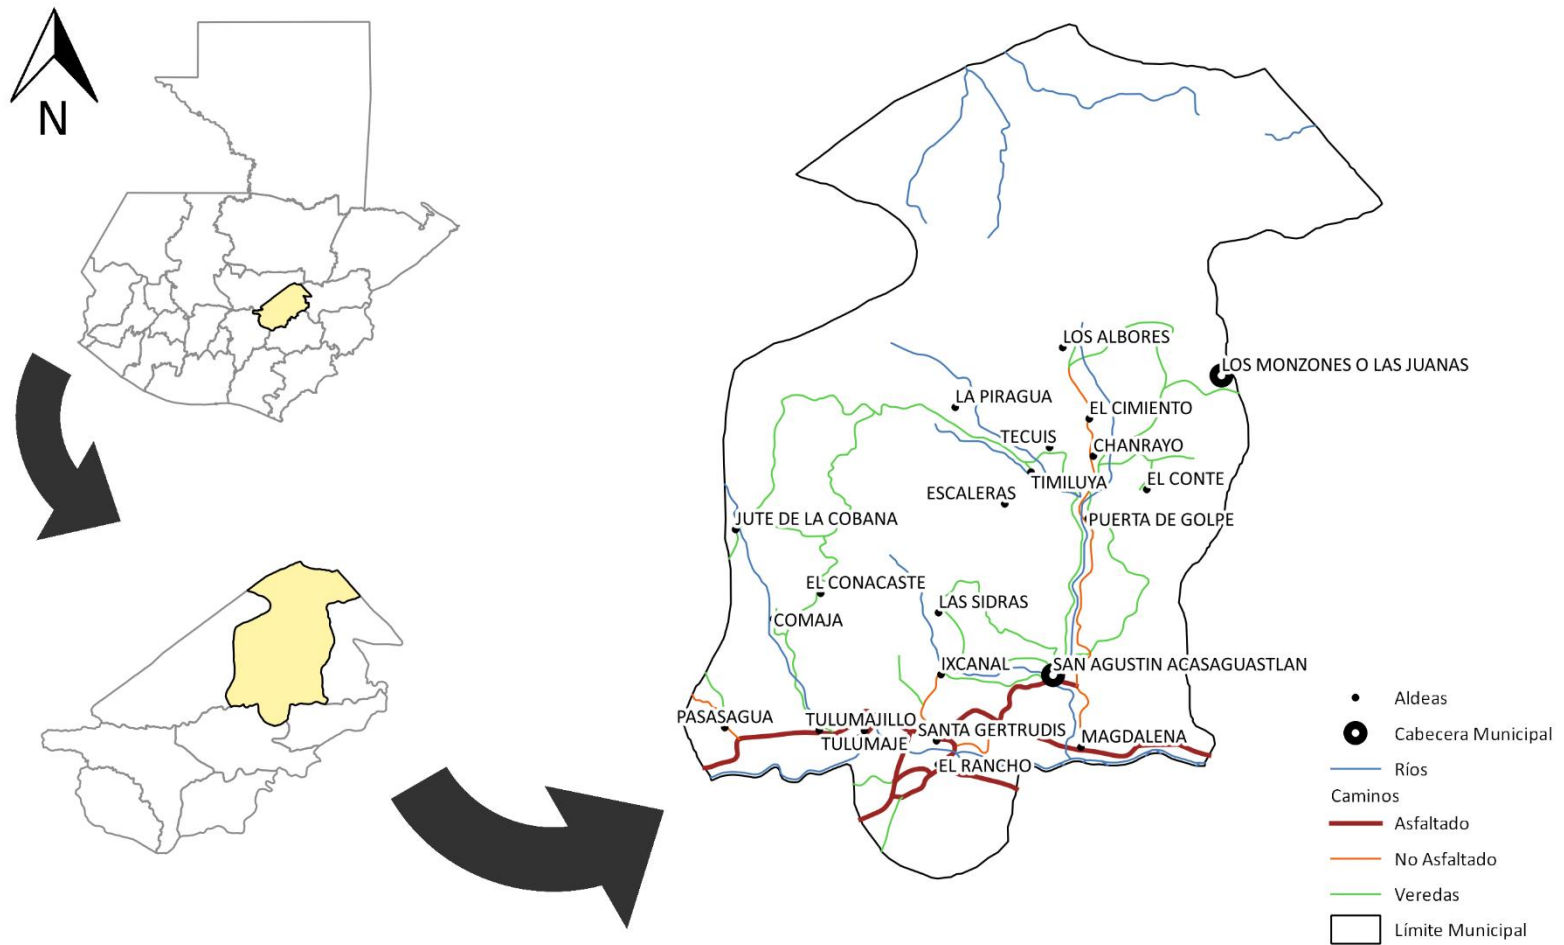 N
LOS ALBORES
LOS MONZONES O LAS JUANAS
LA PIRAGUA
EL CIMIENTO
TECUIS
CHANRAYO
TIMILUYA
EL CONTE
ESCALERAS
JUTE DE LA COBANA
PUERTA DE GOLPE
EL CONACASTE
LAS SIDRAS
COMAJA
IXCANAL
SAN AGUSTIN ACASAGUASTLAN
PASASAGUA
TULUMAJILLO
SANTA GERTRUDIS
MAGDALENA
TULUMAJE
EL RANCHO
Aldeas
Cabecera Municipal
Ríos
Caminos
Asfaltado
No Asfaltado
Veredas
Límite Municipal